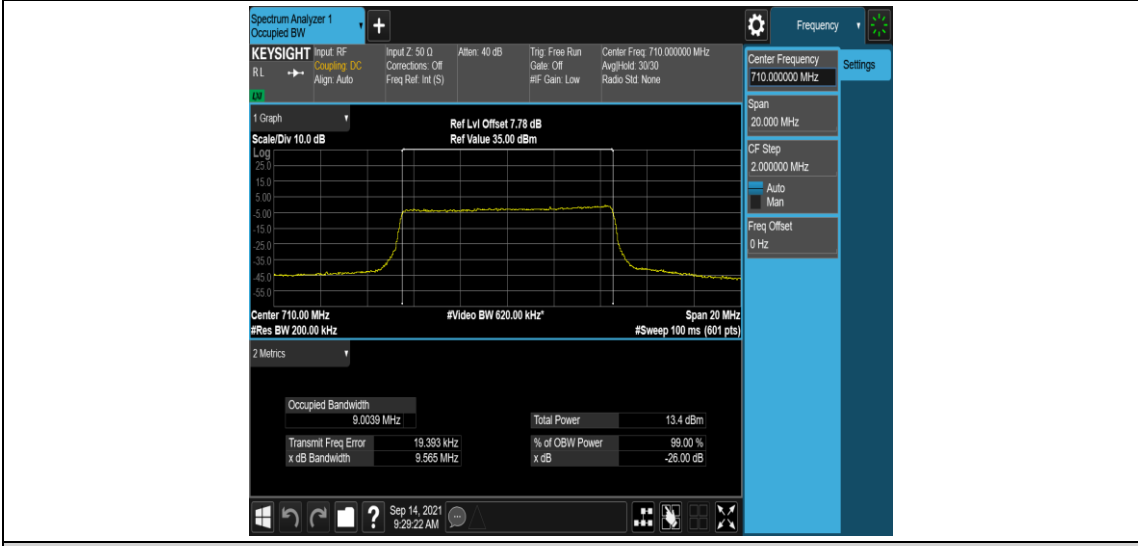 Spectrum Analyzer 1
Occupied BW
+
Frequency
KEYSIGHT
RL
Input: RF
Coupling: DC
Align: Auto
Input Z: 50 Ω
Corrections: Off
Freq Ref: Int (S)
Atten: 40 dB
Trig: Free Run
Gate: Off
#IF Gain: Low
Center Freq: 710.000000 MHz
Avg|Hold: 30/30
Radio Std: None
Center Frequency
710.000000 MHz
Settings
Span
20.000 MHz
CF Step
2.000000 MHz
Auto
Man
Freq Offset
0 Hz
1 Graph
Scale/Div 10.0 dB
Ref Lvl Offset 7.78 dB
Ref Value 35.00 dBm
Log
25.0
15.0
5.00
-5.00
-15.0
-25.0
-35.0
-45.0
-55.0
Center 710.00 MHz
#Video BW 620.00 kHz*
Span 20 MHz
#Res BW 200.00 kHz
#Sweep 100 ms (601 pts)
2 Metrics
Occupied Bandwidth
9.0039 MHz
Total Power 13.4 dBm
Transmit Freq Error 19.393 kHz
% of OBW Power 99.00 %
x dB Bandwidth 9.565 MHz
x dB -26.00 dB
?
Sep 14, 2021
9:29:22 AM